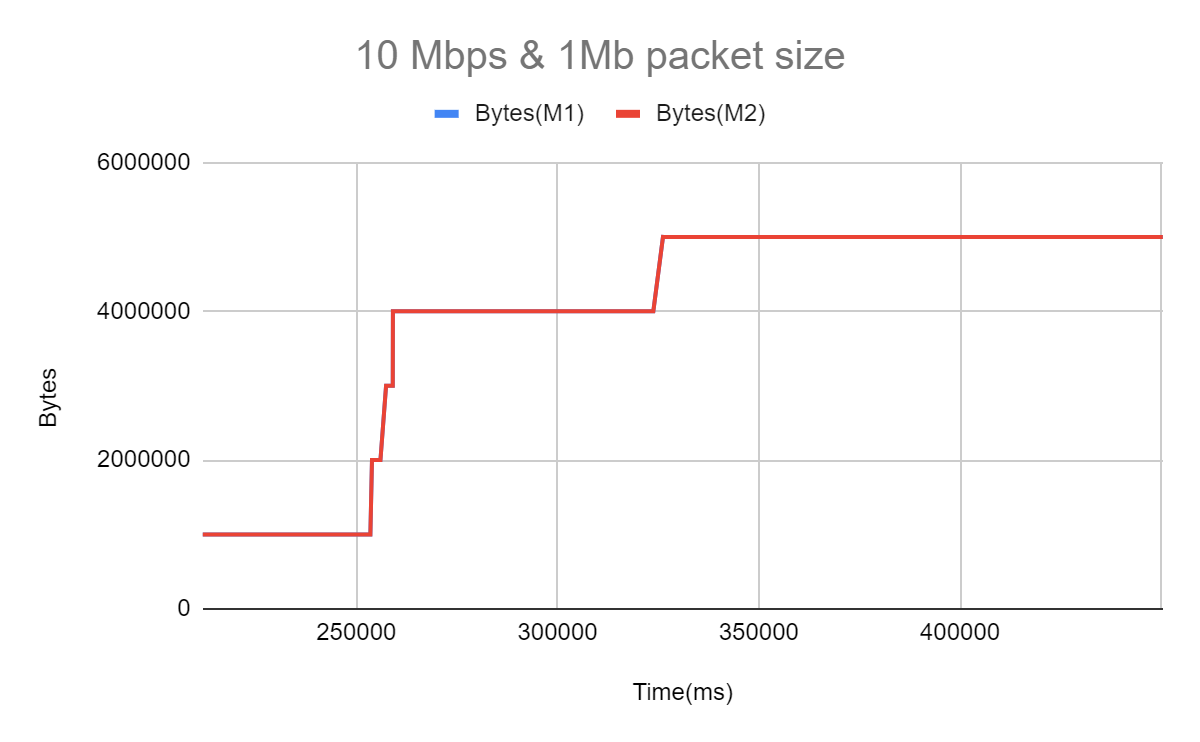 10 Mbps & 1Mb packet size
Bytes(M1) Bytes(M2)
6000000
4000000
Bytes
2000000
0
250000 300000 350000 400000
Time(ms)